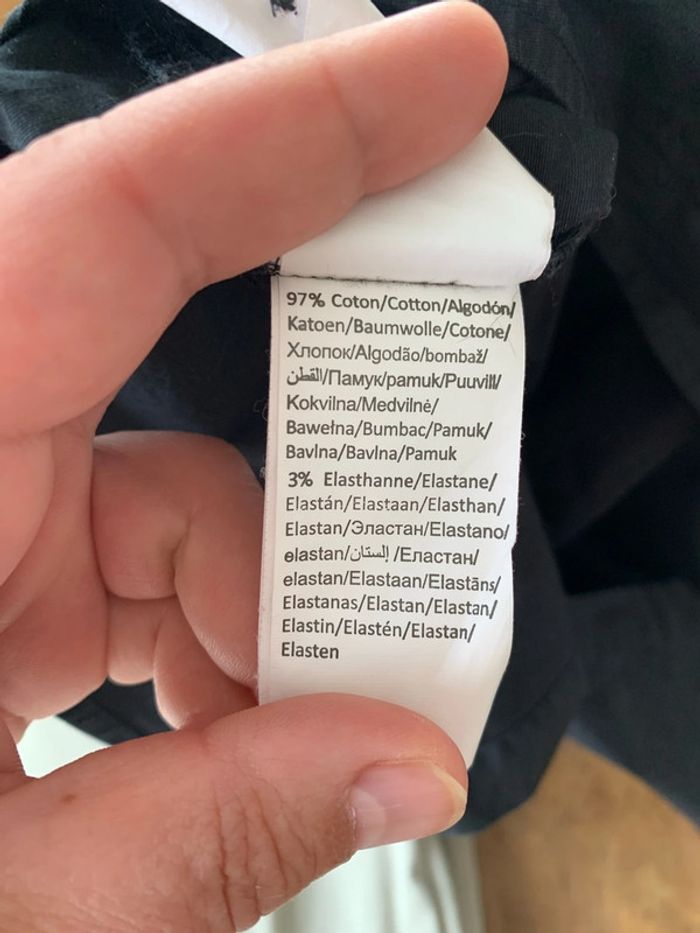 97% Coton/Cotton/Algodón/
Katoen/Baumwolle/Cotone/
Хлопок/Algodão/bombaž/
القطن/Памук/pamuk/Puuvill/
Kokvilna/Medvilnė/
Bawełna/Bumbac/Pamuk/
Bavlna/Bavlna/Pamuk
3% Elasthanne/Elastane/
Elastán/Elastaan/Elasthan/
Elastan/Эластан/Elastano/
elastan/إلستان /Еластан/
elastan/Elastaan/Elastāns/
Elastanas/Elastan/Elastan/
Elastin/Elastén/Elastan/
Elasten